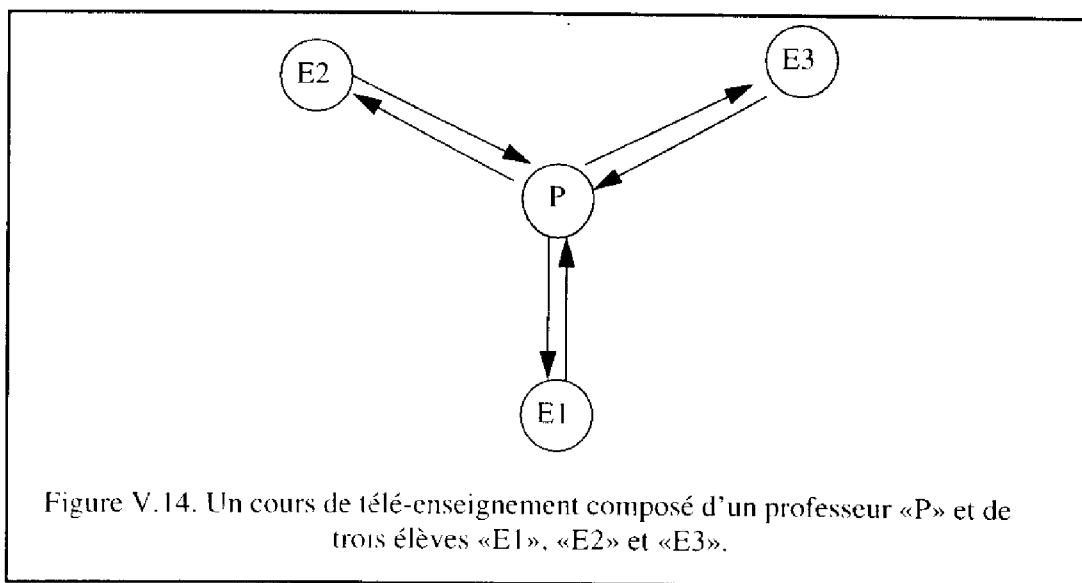 E2
E3
P
E1
Figure V.14. Un cours de télé-enseignement composé d'un professeur «P» et de
trois élèves «E1», «E2» et «E3».